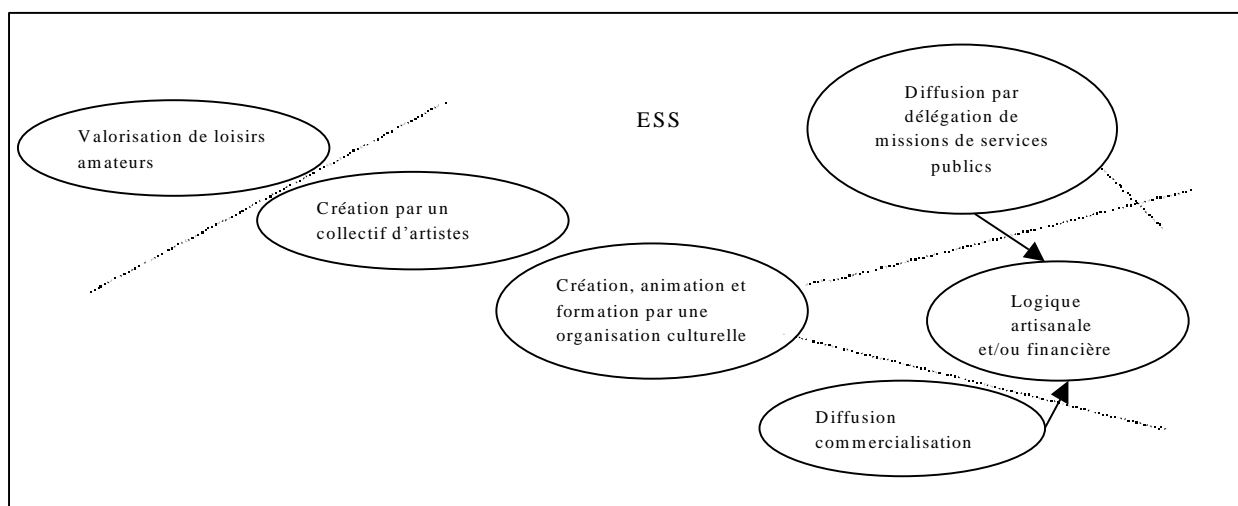 Valorisation de loisirs
amateurs
ESS
Diffusion par
délégation de
missions de services
publics
Création par un
collectif d'artistes
Création, animation et
formation par une
organisation culturelle
Logique
artisanale
et/ou financière
Diffusion
commercialisation